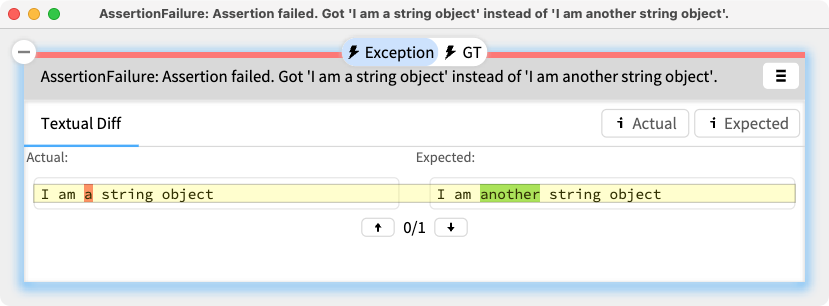 AssertionFailure: Assertion failed. Got 'I am a string object' instead of 'I am another string object'.
Exception GT
AssertionFailure: Assertion failed. Got 'I am a string object' instead of 'I am another string object'.
Textual Diff
i Actual
i Expected
Actual:
Expected:
I am a string object
I am another string object
0/1